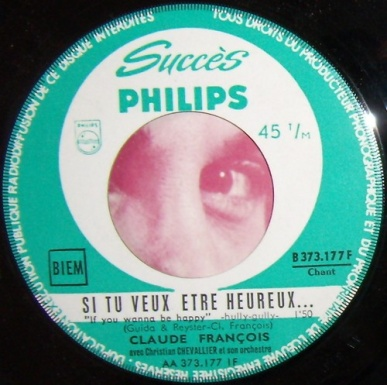 TOUS DROITS DU PRODUCTEUR PHONOGRAPHIQUE ET DU
EXECUTION PUBLIQUE RADIODIFFUSION DE CE DISQUE INTERDITES
Succès
PHILIPS
PHILIPS
45 T/M
BIEM
B 373.177 F
Chant
SI TU VEUX ETRE HEUREUX...
"If you wanna be happy" -hully-gully- 1'50
(Guida & Royster-Cl. François)
CLAUDE FRANÇOIS
avec Christian CHEVALLIER et son orchestre
AA 373.177 1F